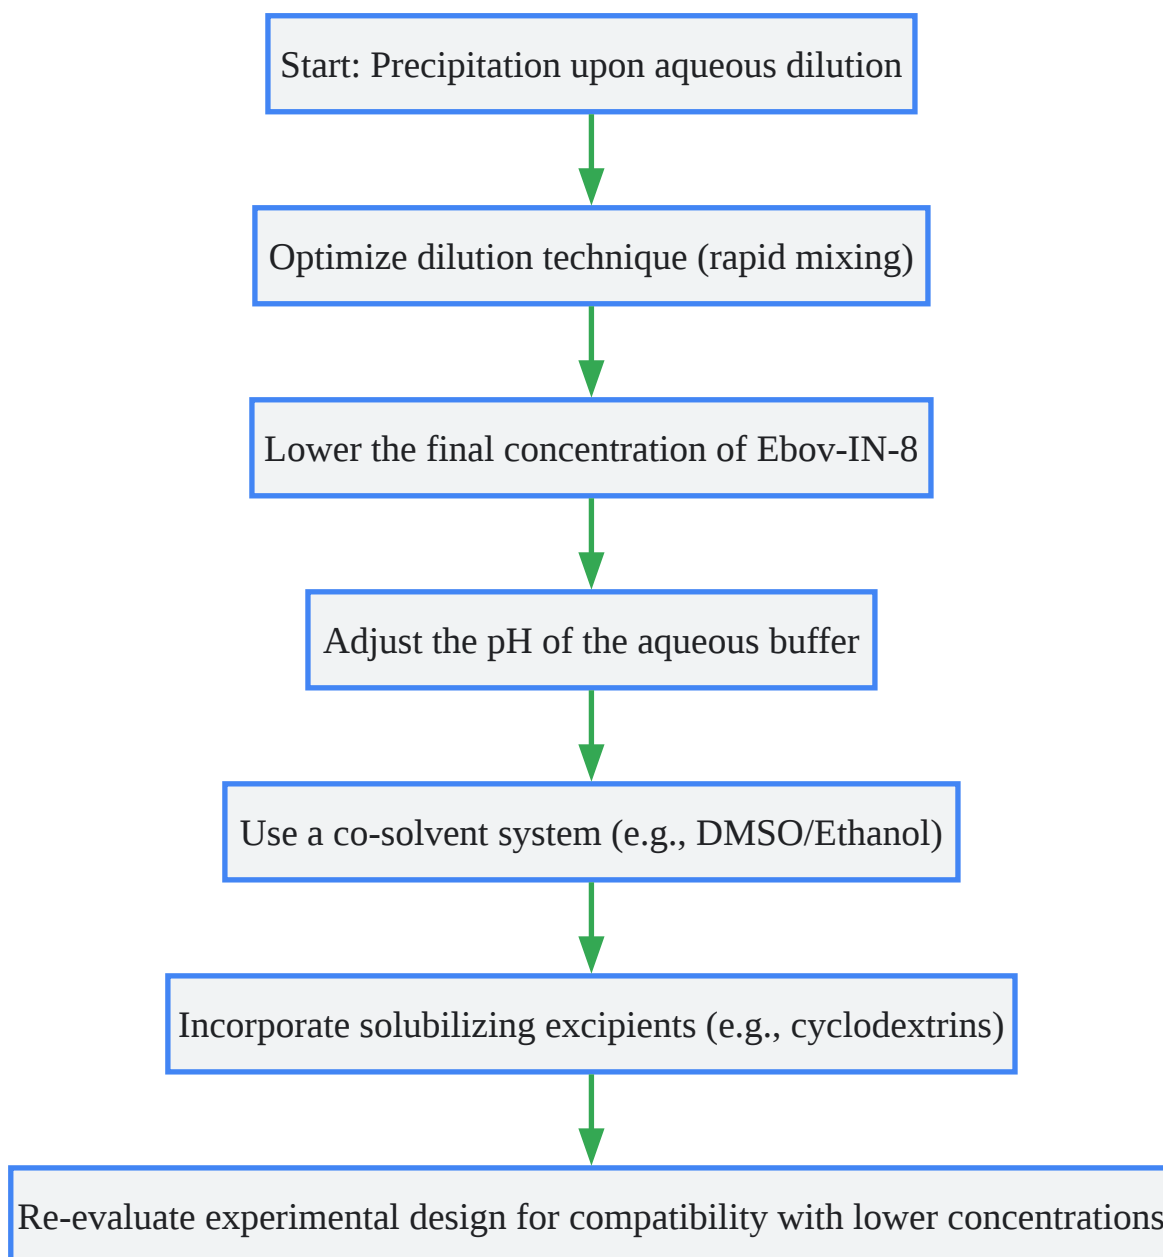 Start: Precipitation upon aqueous dilution
Optimize dilution technique (rapid mixing)
Lower the final concentration of Ebov-IN-8
Adjust the pH of the aqueous buffer
Use a co-solvent system (e.g., DMSO/Ethanol)
Incorporate solubilizing excipients (e.g., cyclodextrins)
Re-evaluate experimental design for compatibility with lower concentrations